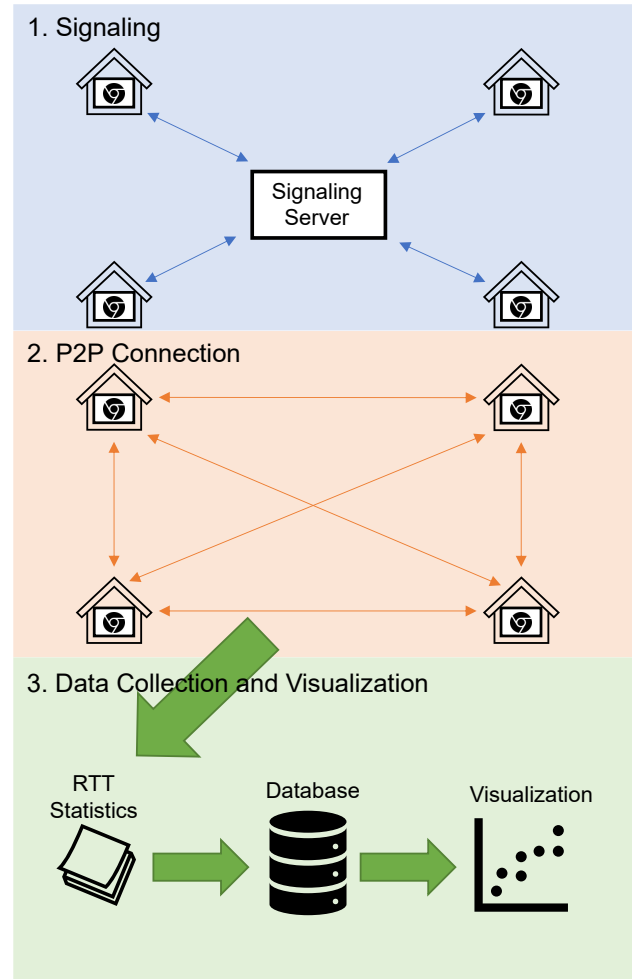 1. Signaling
Signaling
Server
2. P2P Connection
3. Data Collection and Visualization
RTT
Statistics
Database
Visualization